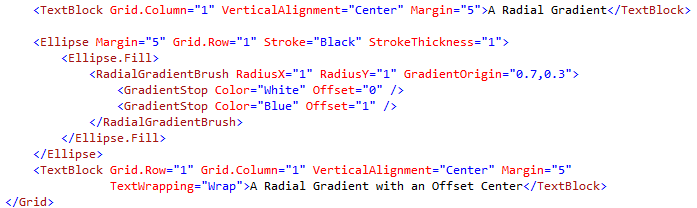 <TextBlock Grid.Column="1" VerticalAlignment="Center" Margin="5">A Radial Gradient</TextBlock>
<Ellipse Margin="5" Grid.Row="1" Stroke="Black" StrokeThickness="1">
<Ellipse.Fill>
<RadialGradientBrush RadiusX="1" RadiusY="1" GradientOrigin="0.7,0.3">
<GradientStop Color="White" Offset="0" />
<GradientStop Color="Blue" Offset="1" />
</RadialGradientBrush>
</Ellipse.Fill>
</Ellipse>
<TextBlock Grid.Row="1" Grid.Column="1" VerticalAlignment="Center" Margin="5"
TextWrapping="Wrap">A Radial Gradient with an Offset Center</TextBlock>
</Grid>